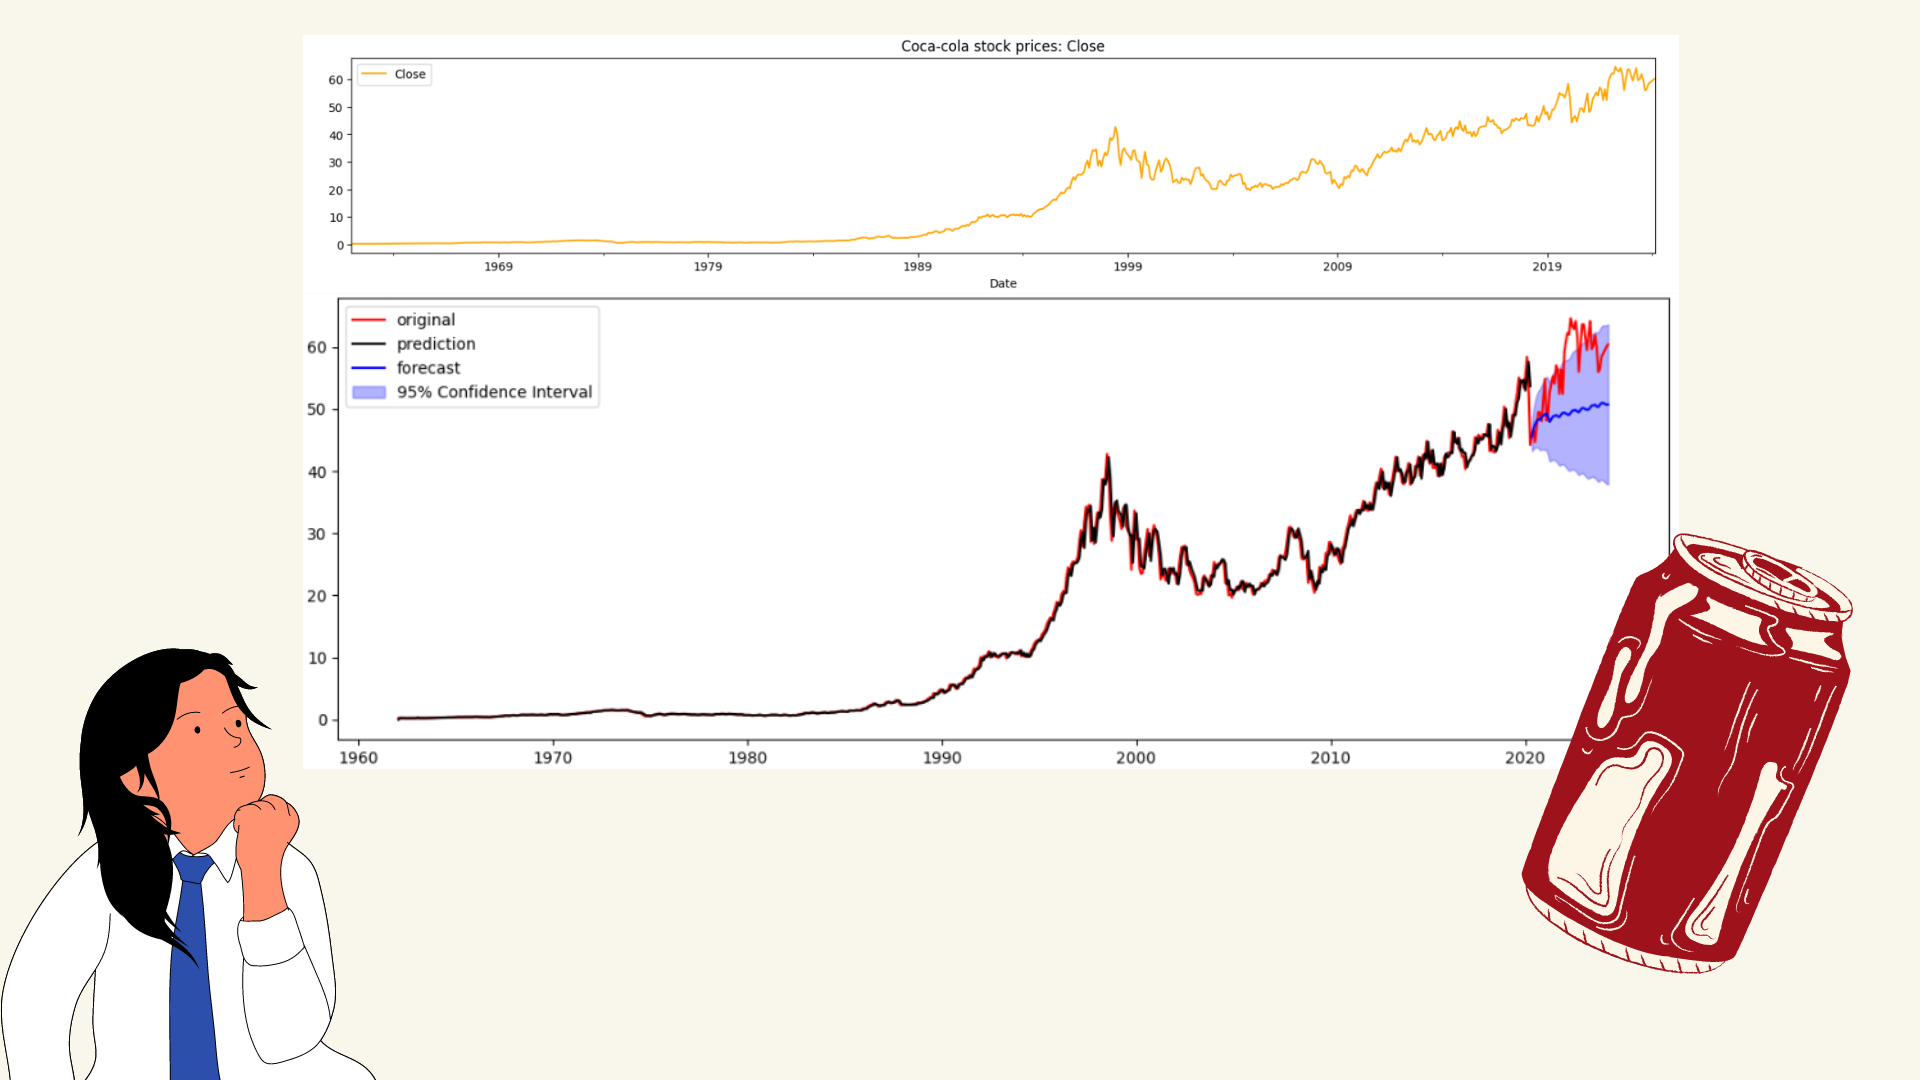 Coca-cola stock prices: Close
Close
60
50
40
30
20
10
0
1969 1979 1989 1999 2009 2019
Date
original
prediction
forecast
95% Confidence Interval
60
50
40
30
20
10
0
1960 1970 1980 1990 2000 2010 2020